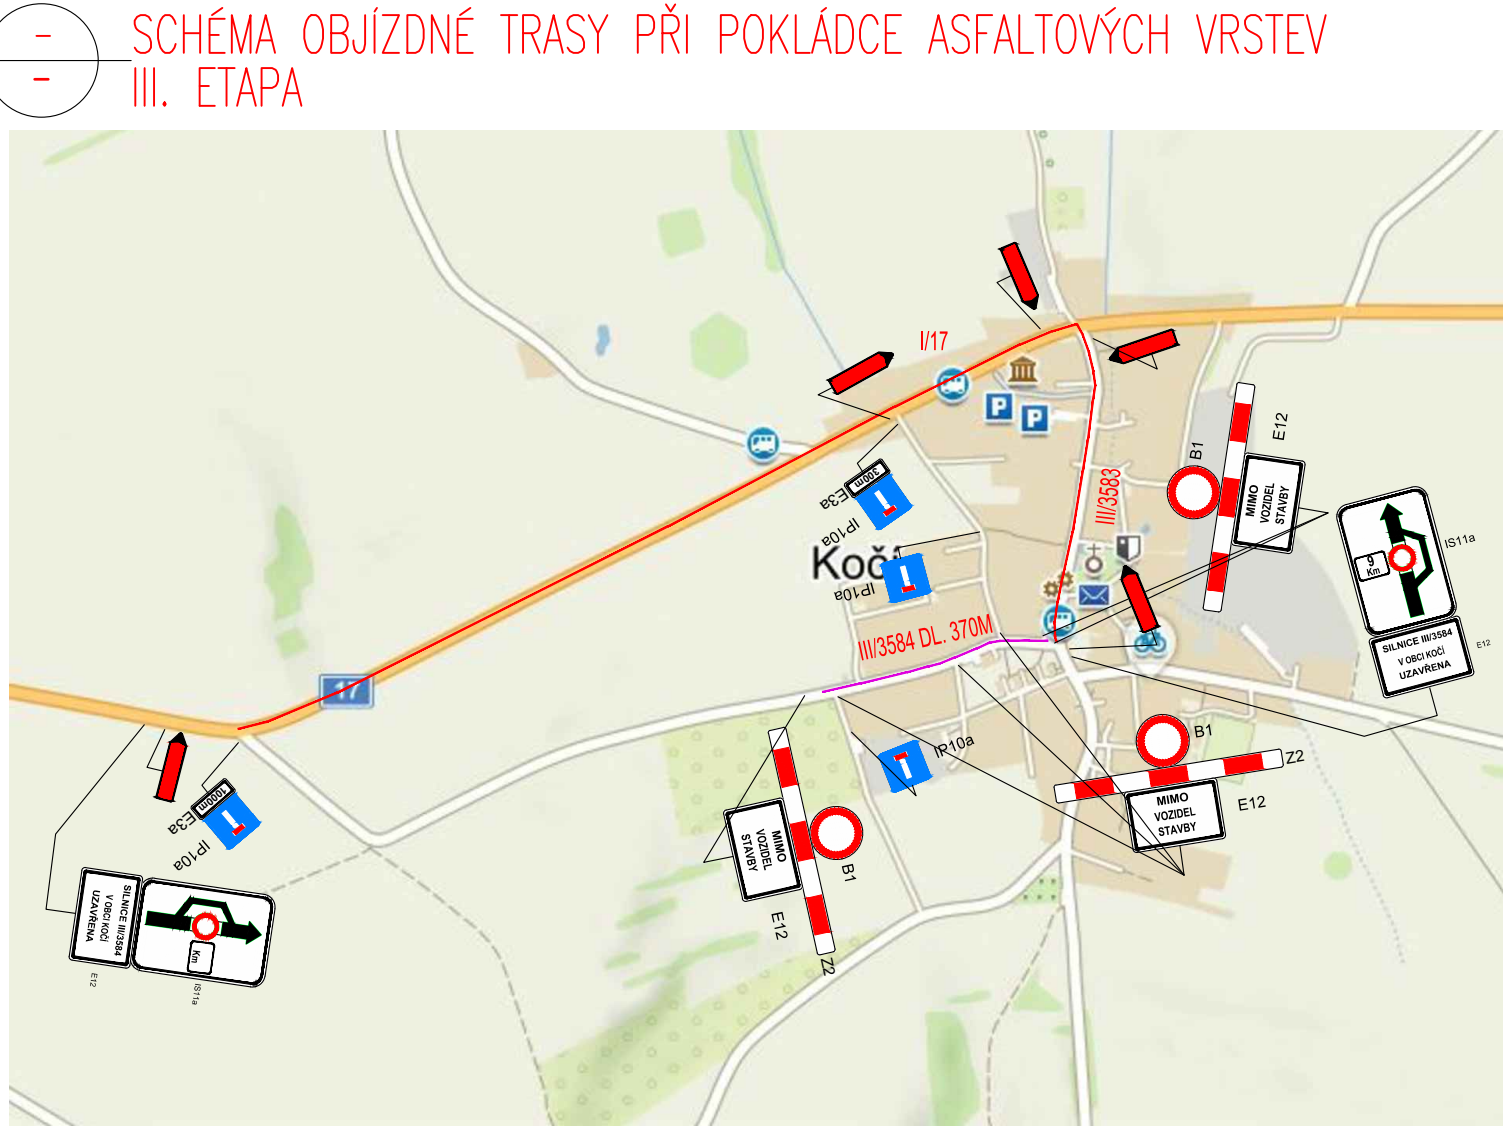 SCHÉMA OBJÍZDNÉ TRASY PŘI POKLÁDCE ASFALTOVÝCH VRSTEV
III. ETAPA
I/17
III/3583
B1
E12
MIMO
VOZIDEL
STAVBY
300m
E3a
IP10a
Kočí
IP10a
III/3584 DL. 370M
9
Km
IS11a
SILNICE III/3584
V OBCI KOČÍ
UZAVŘENA
E12
17
P
P
IP10a
B1
Z2
E12
MIMO
VOZIDEL
STAVBY
1000m
E3a
IP10a
MIMO
VOZIDEL
STAVBY
B1
E12
Z2
SILNICE III/3584
V OBCI KOČÍ
UZAVŘENA
E12
Km
IS11a